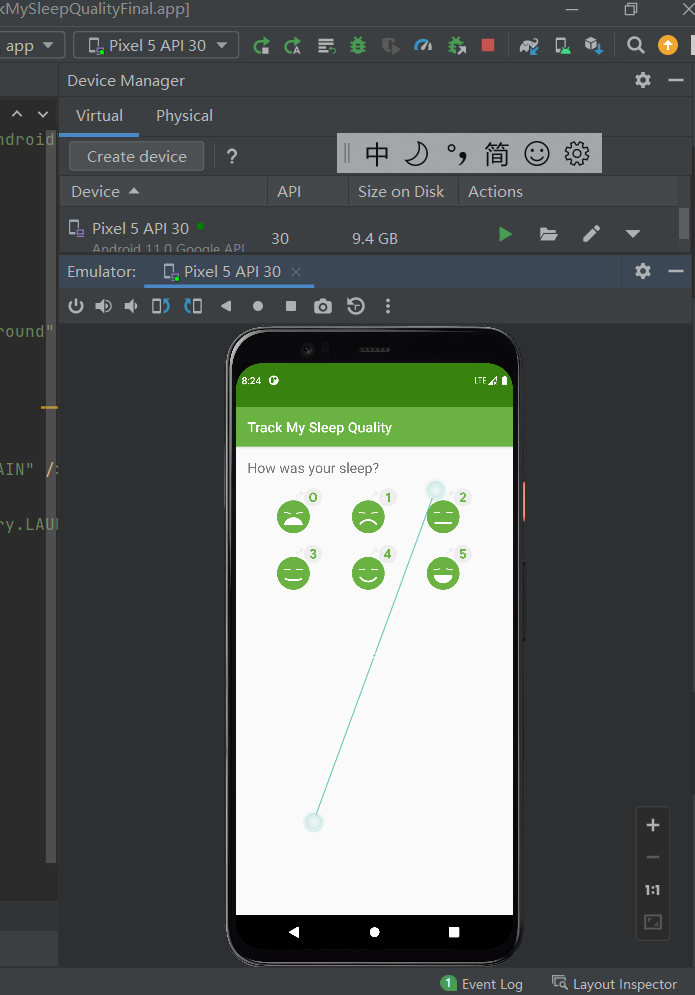 kMySleepQualityFinal.app]
app
Pixel 5 API 30
Device Manager
Virtual
Physical
ndroid
Create device
?
中 简
Device
API
Size on Disk
Actions
Pixel 5 API 30
Android 11.0 Google API
30
9.4 GB
Emulator:
Pixel 5 API 30
round"
AIN" />
ry.LAU
8:24
LTE
Track My Sleep Quality
How was your sleep?
0
1
2
3
4
5
1:1
1
Event Log
Layout Inspector